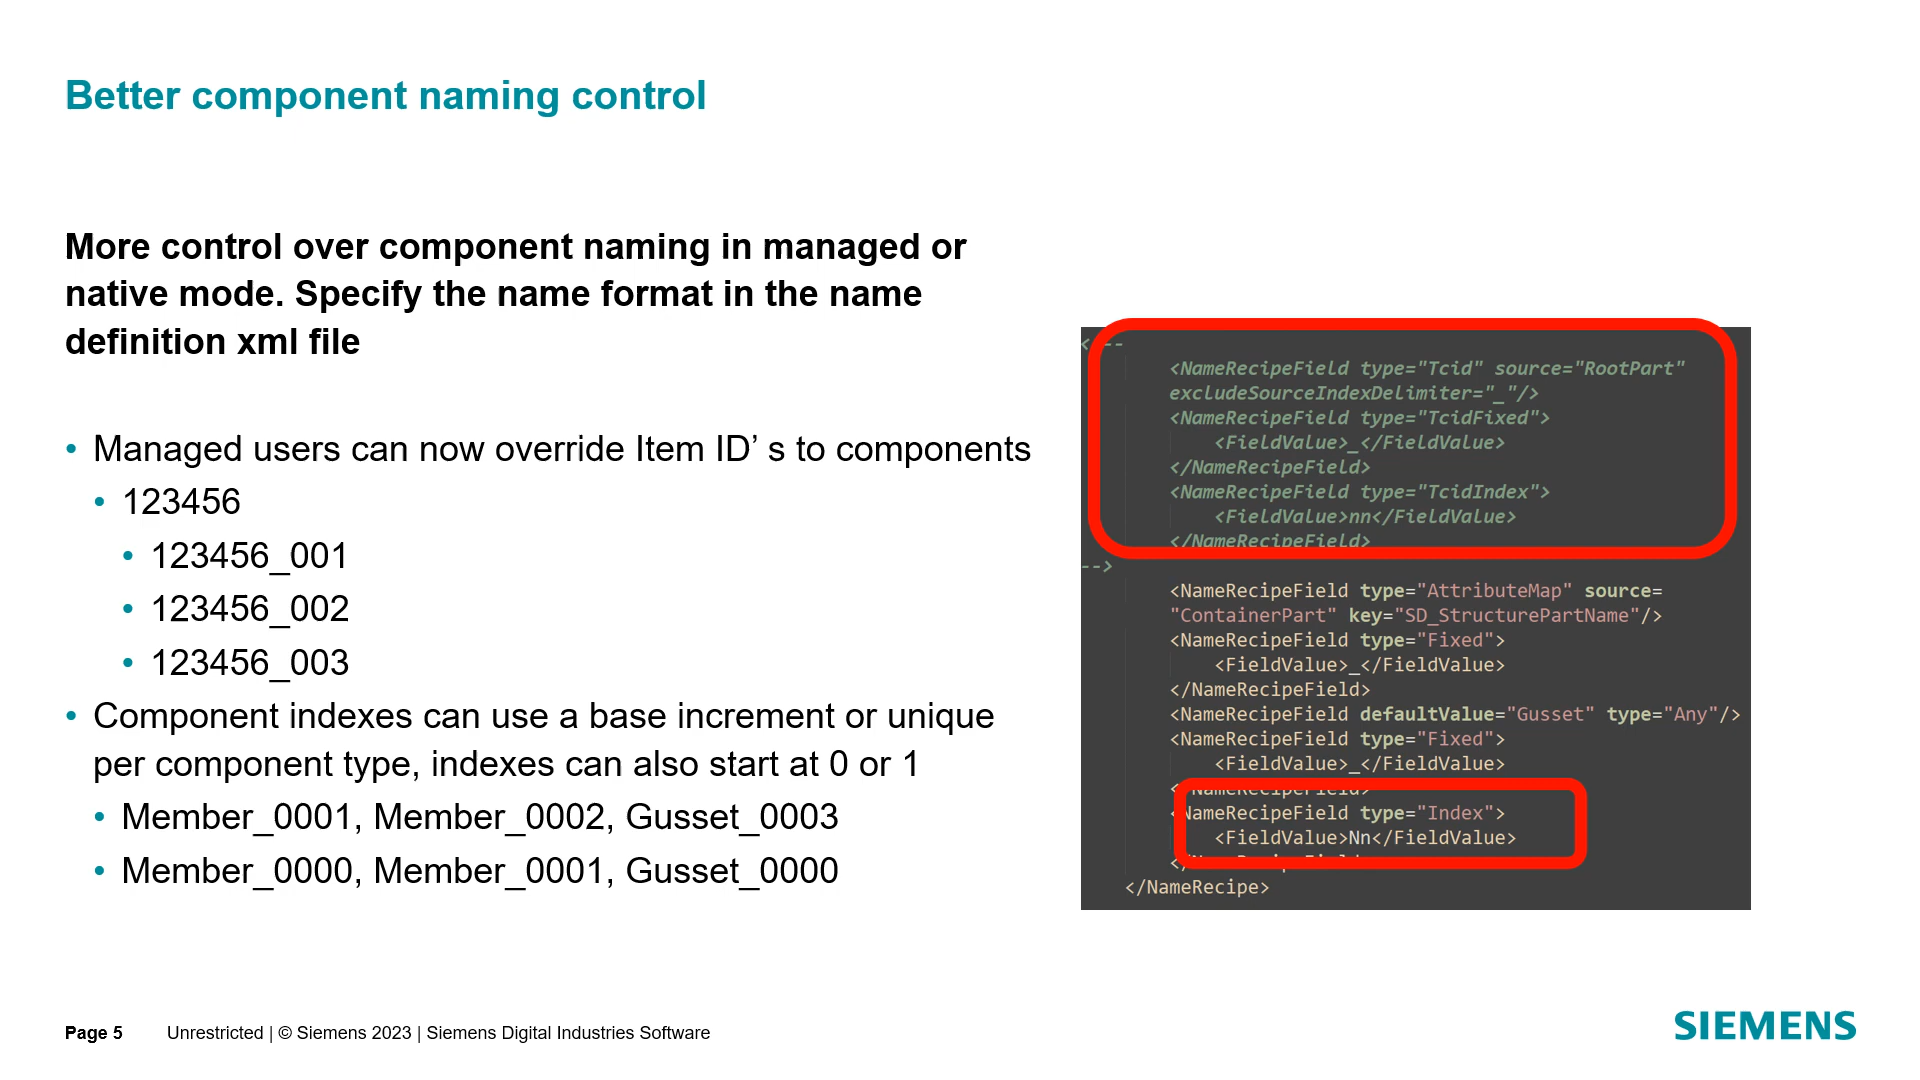 Better component naming control
More control over component naming in managed or
native mode. Specify the name format in the name
definition xml file
• Managed users can now override Item ID’ s to components
• 123456
• 123456_001
• 123456_002
• 123456_003
• Component indexes can use a base increment or unique
per component type, indexes can also start at 0 or 1
• Member_0001, Member_0002, Gusset_0003
• Member_0000, Member_0001, Gusset_0000
<NameRecipeField type="Tcid" source="RootPart"
excludeSourceIndexDelimiter="_"/>
<NameRecipeField type="TcidFixed">
<FieldValue>_</FieldValue>
</NameRecipeField>
<NameRecipeField type="TcidIndex">
<FieldValue>nn</FieldValue>
</NameRecipeField>
-->
<NameRecipeField type="AttributeMap" source=
"ContainerPart" key="SD_StructurePartName"/>
<NameRecipeField type="Fixed">
<FieldValue>_</FieldValue>
</NameRecipeField>
<NameRecipeField defaultValue="Gusset" type="Any"/>
<NameRecipeField type="Fixed">
<FieldValue>_</FieldValue>
</NameRecipeField>
<NameRecipeField type="Index">
<FieldValue>Nn</FieldValue>
</NameRecipe>
Page 5 Unrestricted | © Siemens 2023 | Siemens Digital Industries Software
SIEMENS